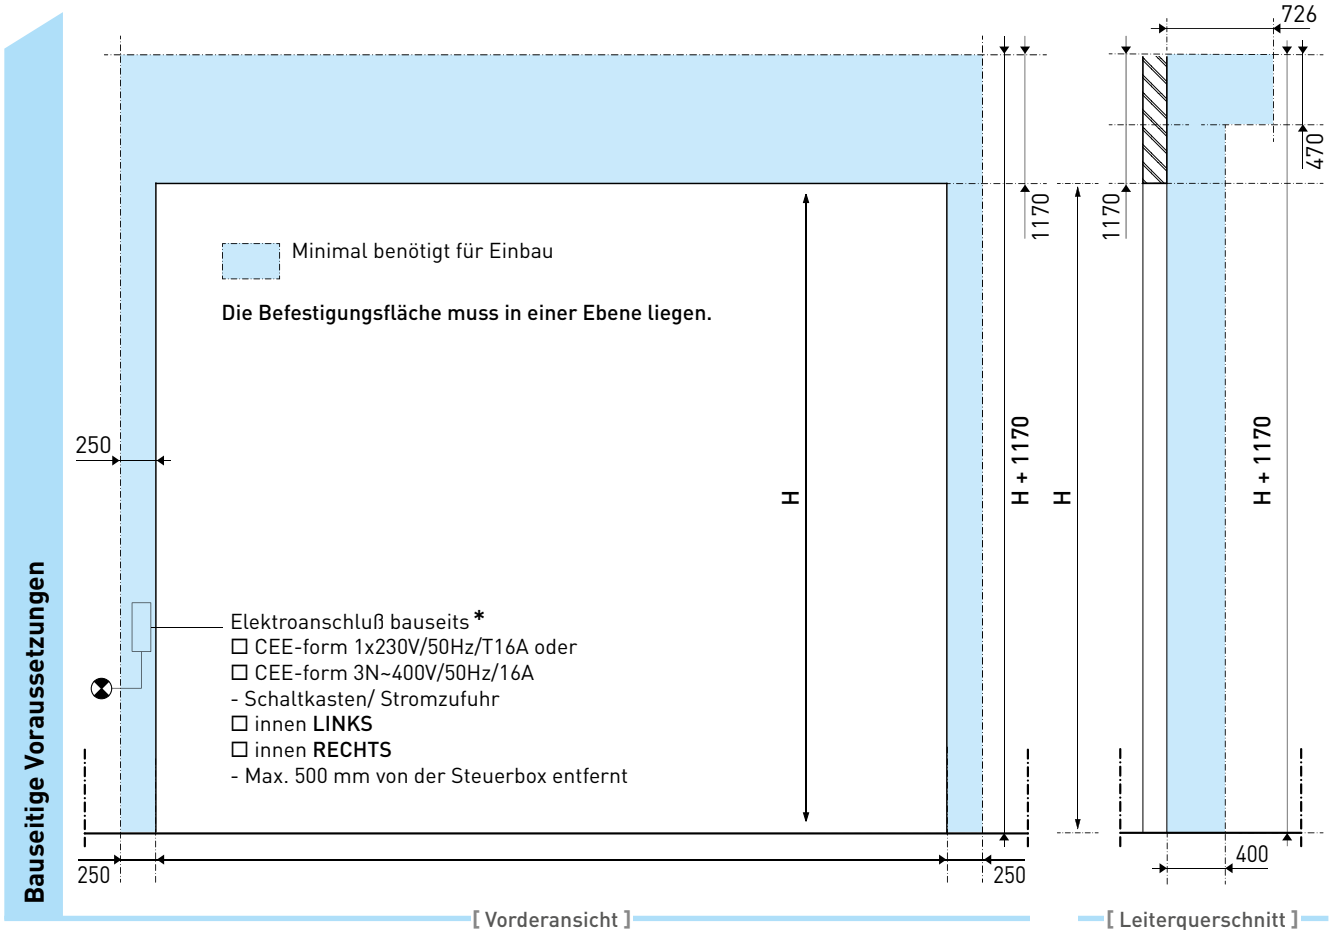 Bauseitige Voraussetzungen
726
470
1170
1170
Minimal benötigt für Einbau
Die Befestigungsfläche muss in einer Ebene liegen.
250
H
H + 1170
H
H + 1170
Elektroanschluß bauseits *
☐ CEE-form 1x230V/50Hz/T16A oder
☐ CEE-form 3N~400V/50Hz/16A
- Schaltkasten/ Stromzufuhr
☐ innen LINKS
☐ innen RECHTS
- Max. 500 mm von der Steuerbox entfernt
250
250
400
[ Vorderansicht ]
[ Leiterquerschnitt ]